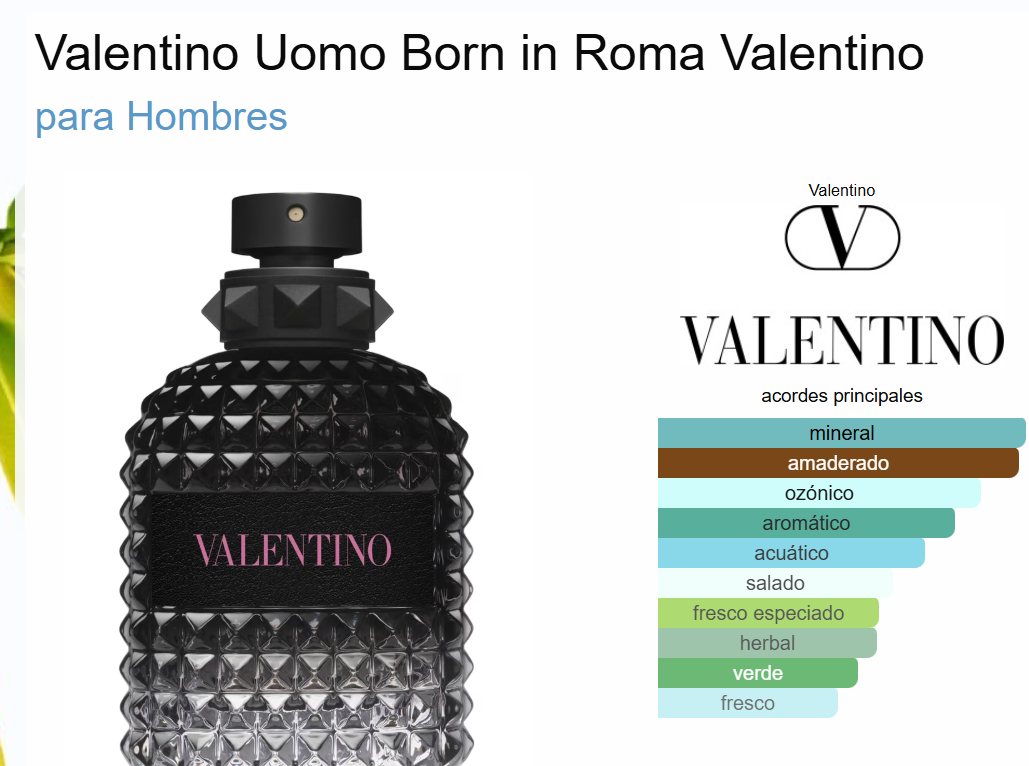 Valentino Uomo Born in Roma Valentino
para Hombres
Valentino
V
VALENTINO
acordes principales
mineral
amaderado
ozónico
aromático
acuático
salado
fresco especiado
herbal
verde
fresco
VALENTINO